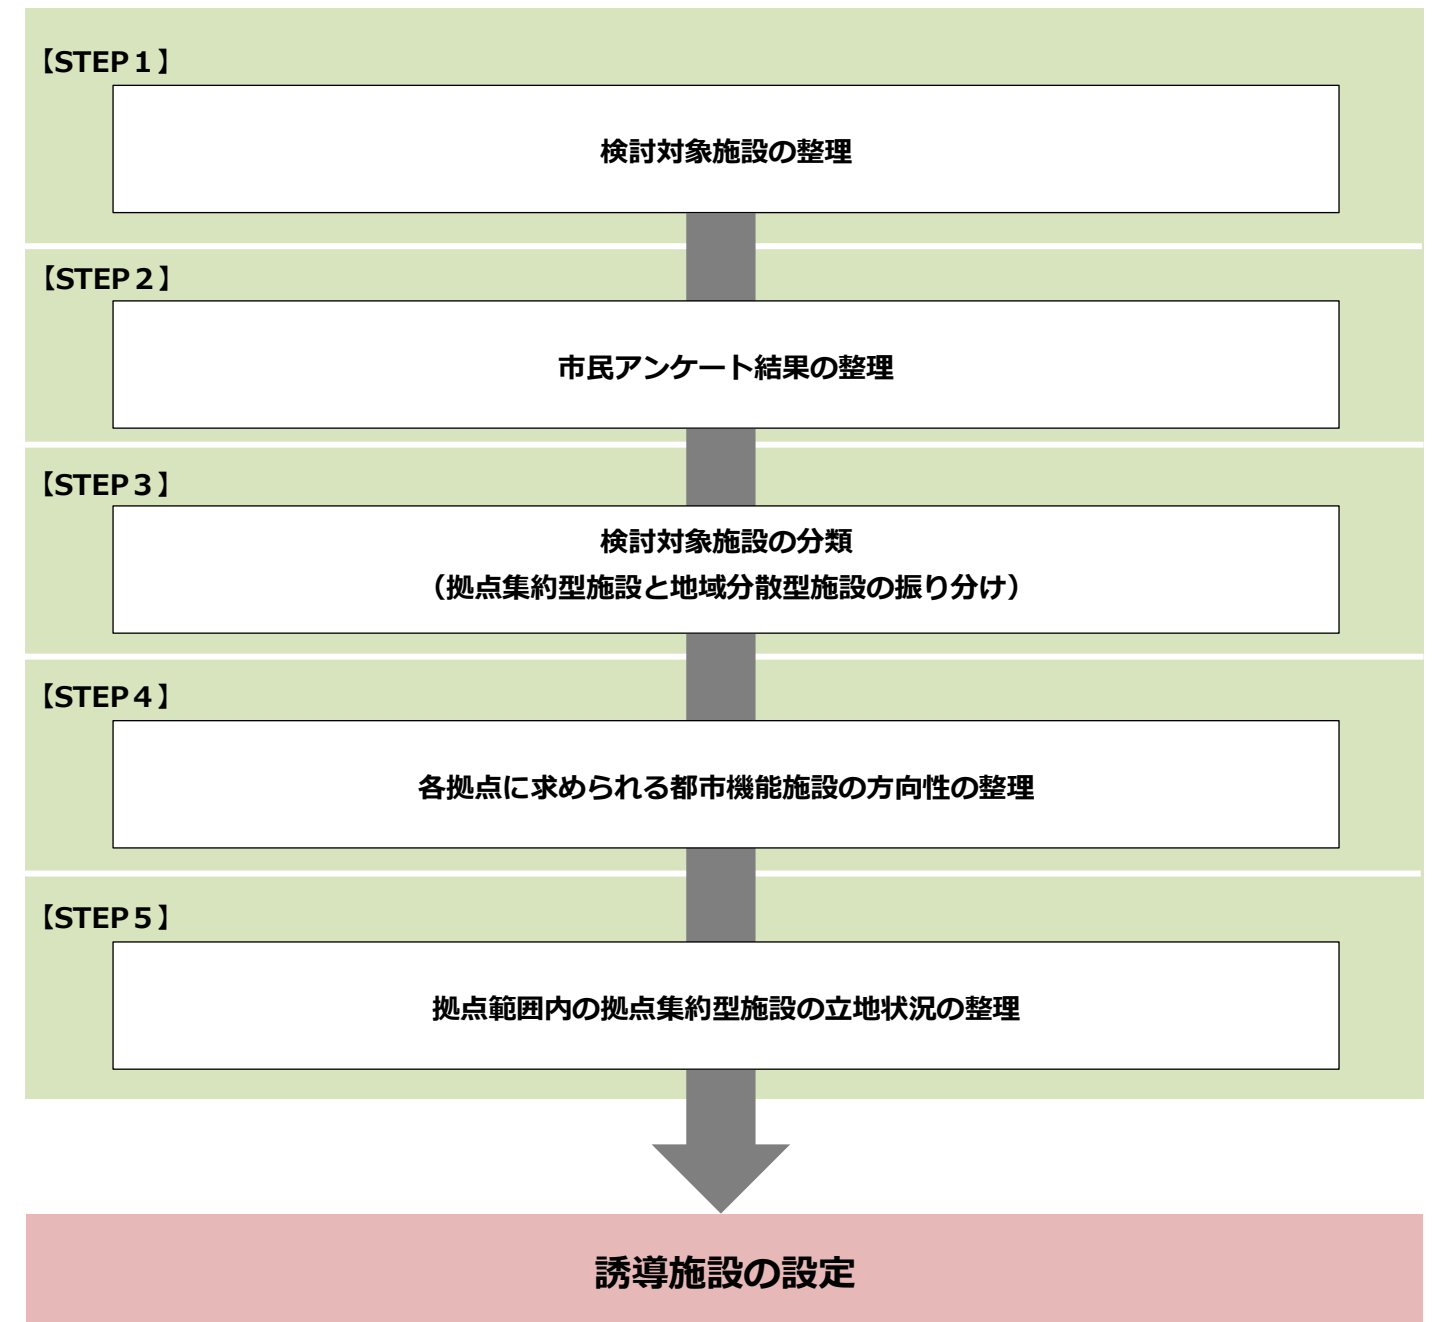 【STEP１】
検討対象施設の整理
【STEP２】
市民アンケート結果の整理
【STEP３】
検討対象施設の分類
（拠点集約型施設と地域分散型施設の振り分け）
【STEP４】
各拠点に求められる都市機能施設の方向性の整理
【STEP５】
拠点範囲内の拠点集約型施設の立地状況の整理
誘導施設の設定